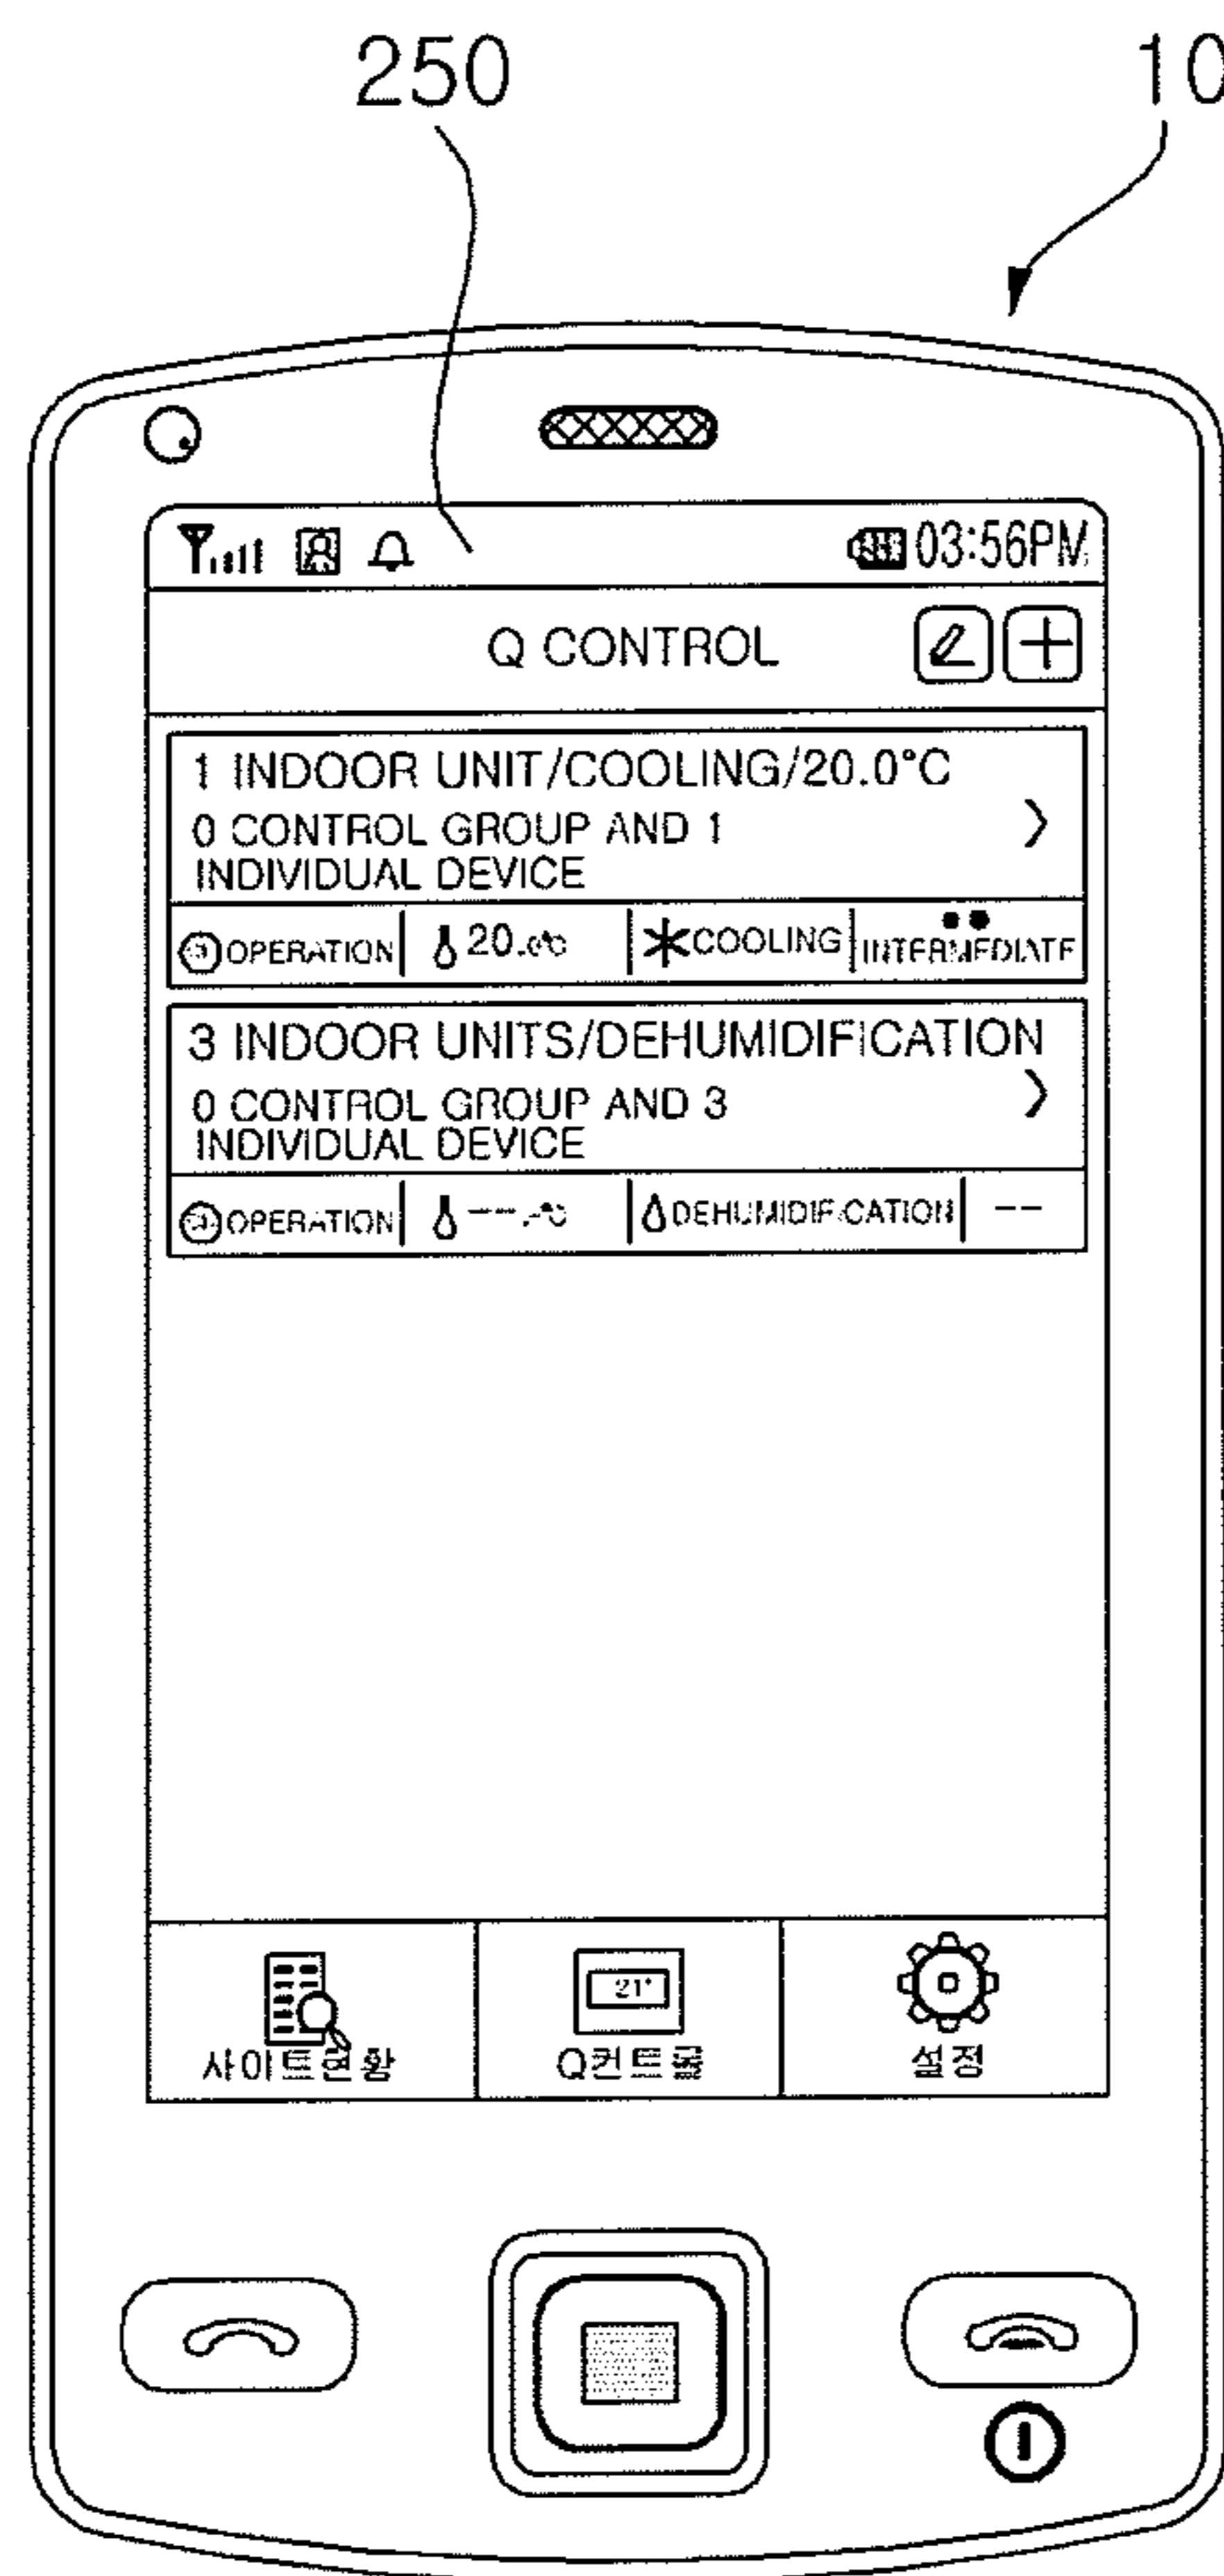 250
10
03:56PM
Q CONTROL
1 INDOOR UNIT/COOLING/20.0°C
0 CONTROL GROUP AND 1
INDIVIDUAL DEVICE
OPERATION 20.0°C COOLING INTERMEDIATE
3 INDOOR UNITS/DEHUMIDIFICATION
0 CONTROL GROUP AND 3
INDIVIDUAL DEVICE
OPERATION --.-°C DEHUMIDIFICATION --
21°
사이트현황 Q컨트롤 설정